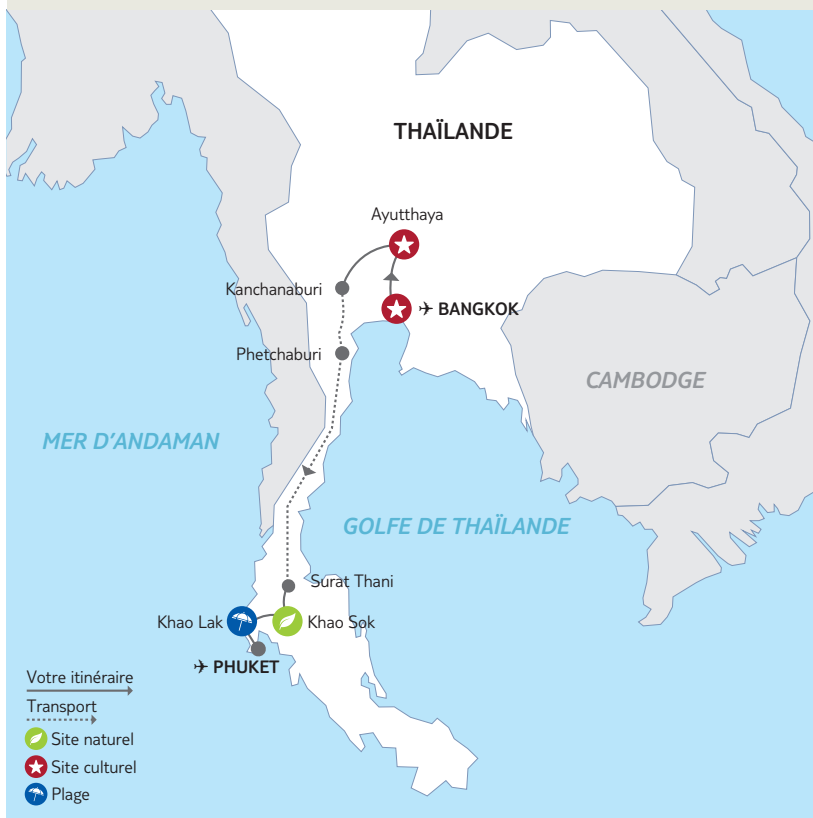 THAÏLANDE
Ayutthaya
Kanchanaburi
BANGKOK
Phetchaburi
CAMBODGE
MER D'ANDAMAN
GOLFE DE THAÏLANDE
Surat Thani
Khao Lak
Khao Sok
PHUKET
Votre itinéraire
Transport
Site naturel
Site culturel
Plage